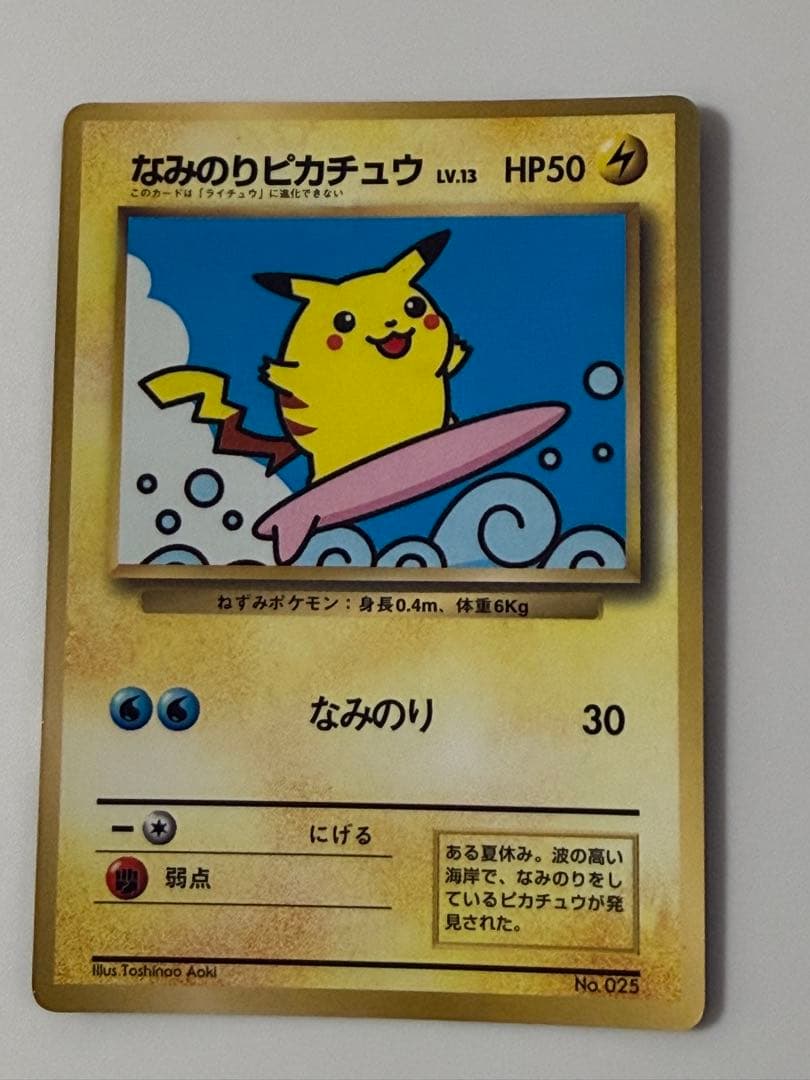 なみのりピカチュウ LV.13 HP50
このカードは「ライチュウ」に進化できない
ねずみポケモン：身長0.4m、体重6Kg
なみのり 30
− にげる
弱点
ある夏休み。波の高い
海岸で、なみのりをし
ているピカチュウが発
見された。
Illus.Toshinao Aoki
No. 025